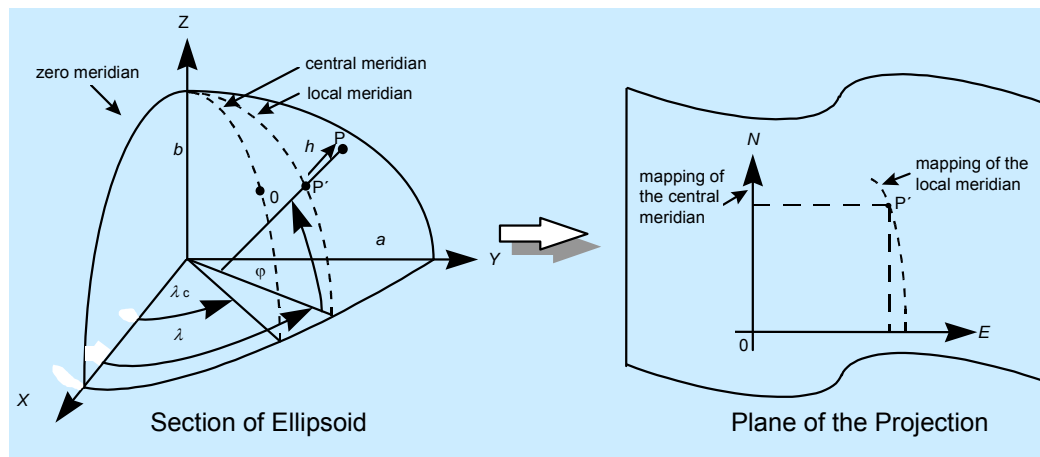 Z
zero meridian
central meridian
local meridian
P
h
b
P´
0
a
Y
φ
λ c
λ
X
Section of Ellipsoid
N
mapping of
the central
meridian
mapping of the
local meridian
P´
0
E
Plane of the Projection